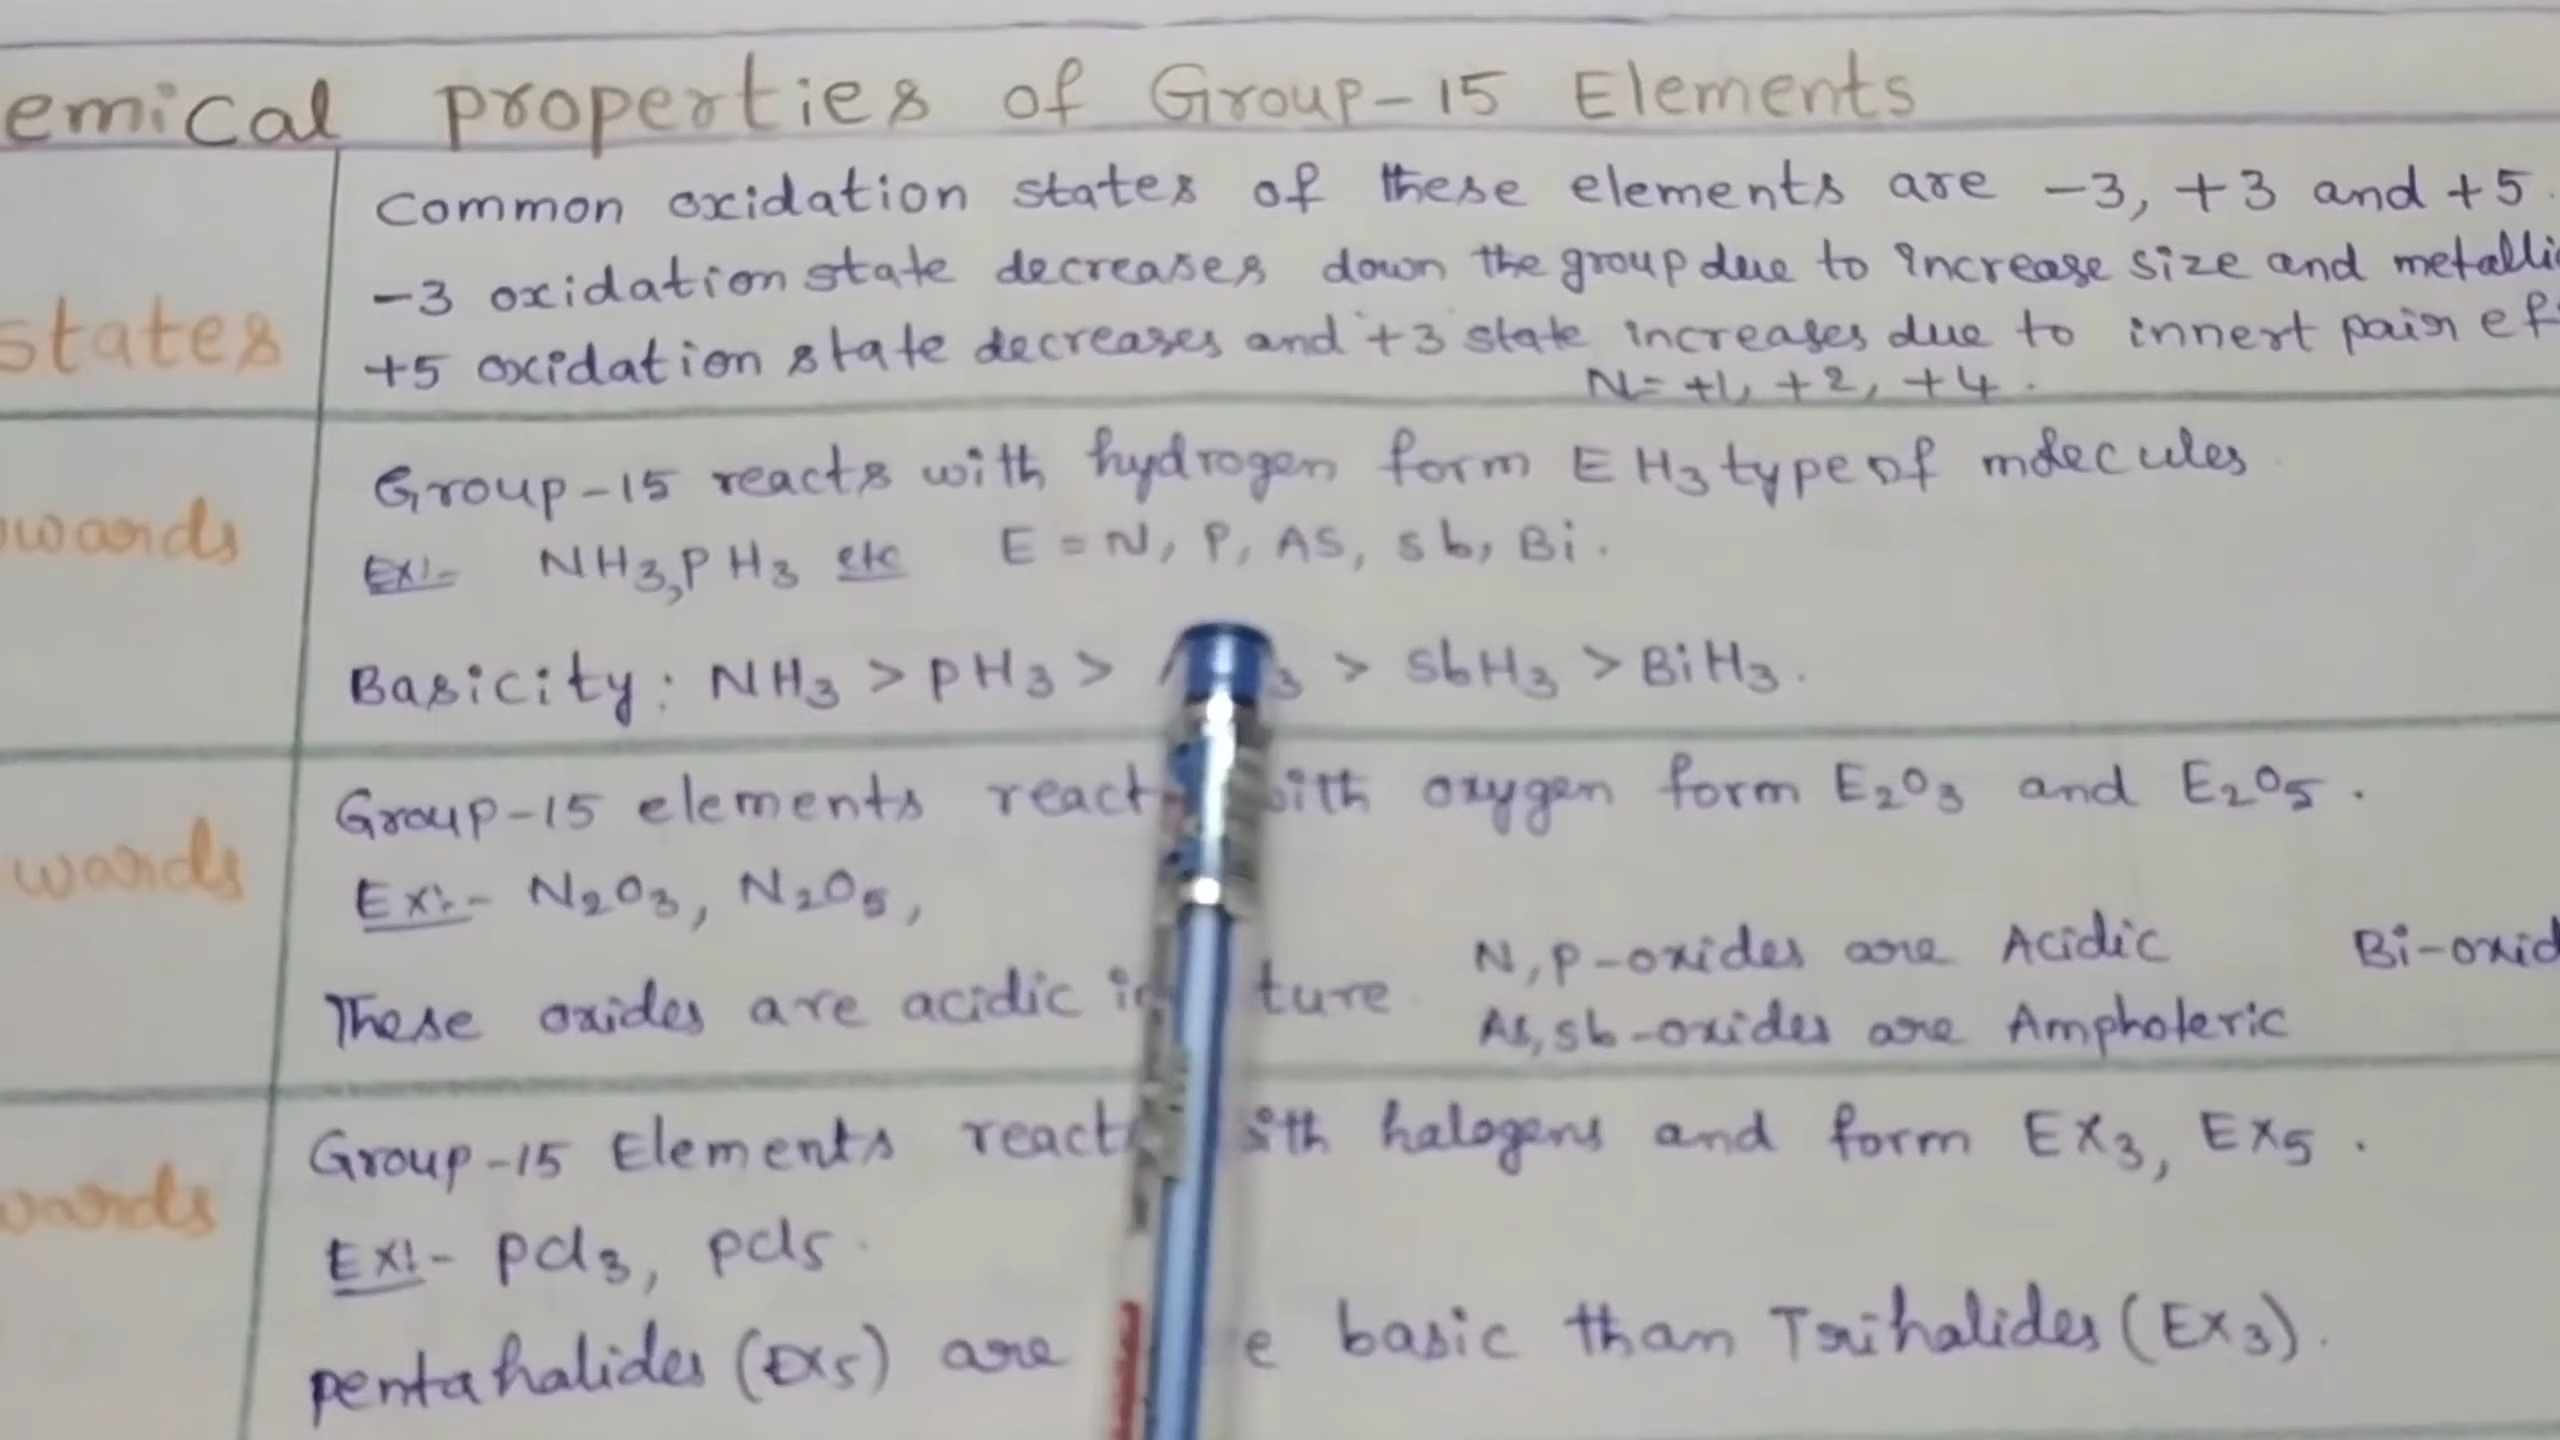 emical properties of Group-15 Elements
Common oxidation states of these elements are -3, +3 and +5.
-3 oxidation state decreases down the group due to increase size and metallic
states
+5 oxidation state decreases and +3 state increases due to innert pair ef
N= +1, +2, +4.
Group-15 reacts with hydrogen form EH3 type of molecules
wards
Ex:- NH3, PH3 etc E = N, P, AS, Sb, Bi.
Basicity: NH3 > PH3 > 3 > SbH3 > BiH3.
Group-15 elements react with oxygen form E2O3 and E2O5.
wards
Ex:- N2O3, N2O5,
N, P-oxides are Acidic Bi-oxid
These oxides are acidic in ture
As, Sb-oxides are Amphoteric
Group-15 Elements react ith halogens and form EX3, EX5.
wards
Ex:- pcl3, pcl5.
pentahalides (EX5) are e basic than Trihalides (EX3).